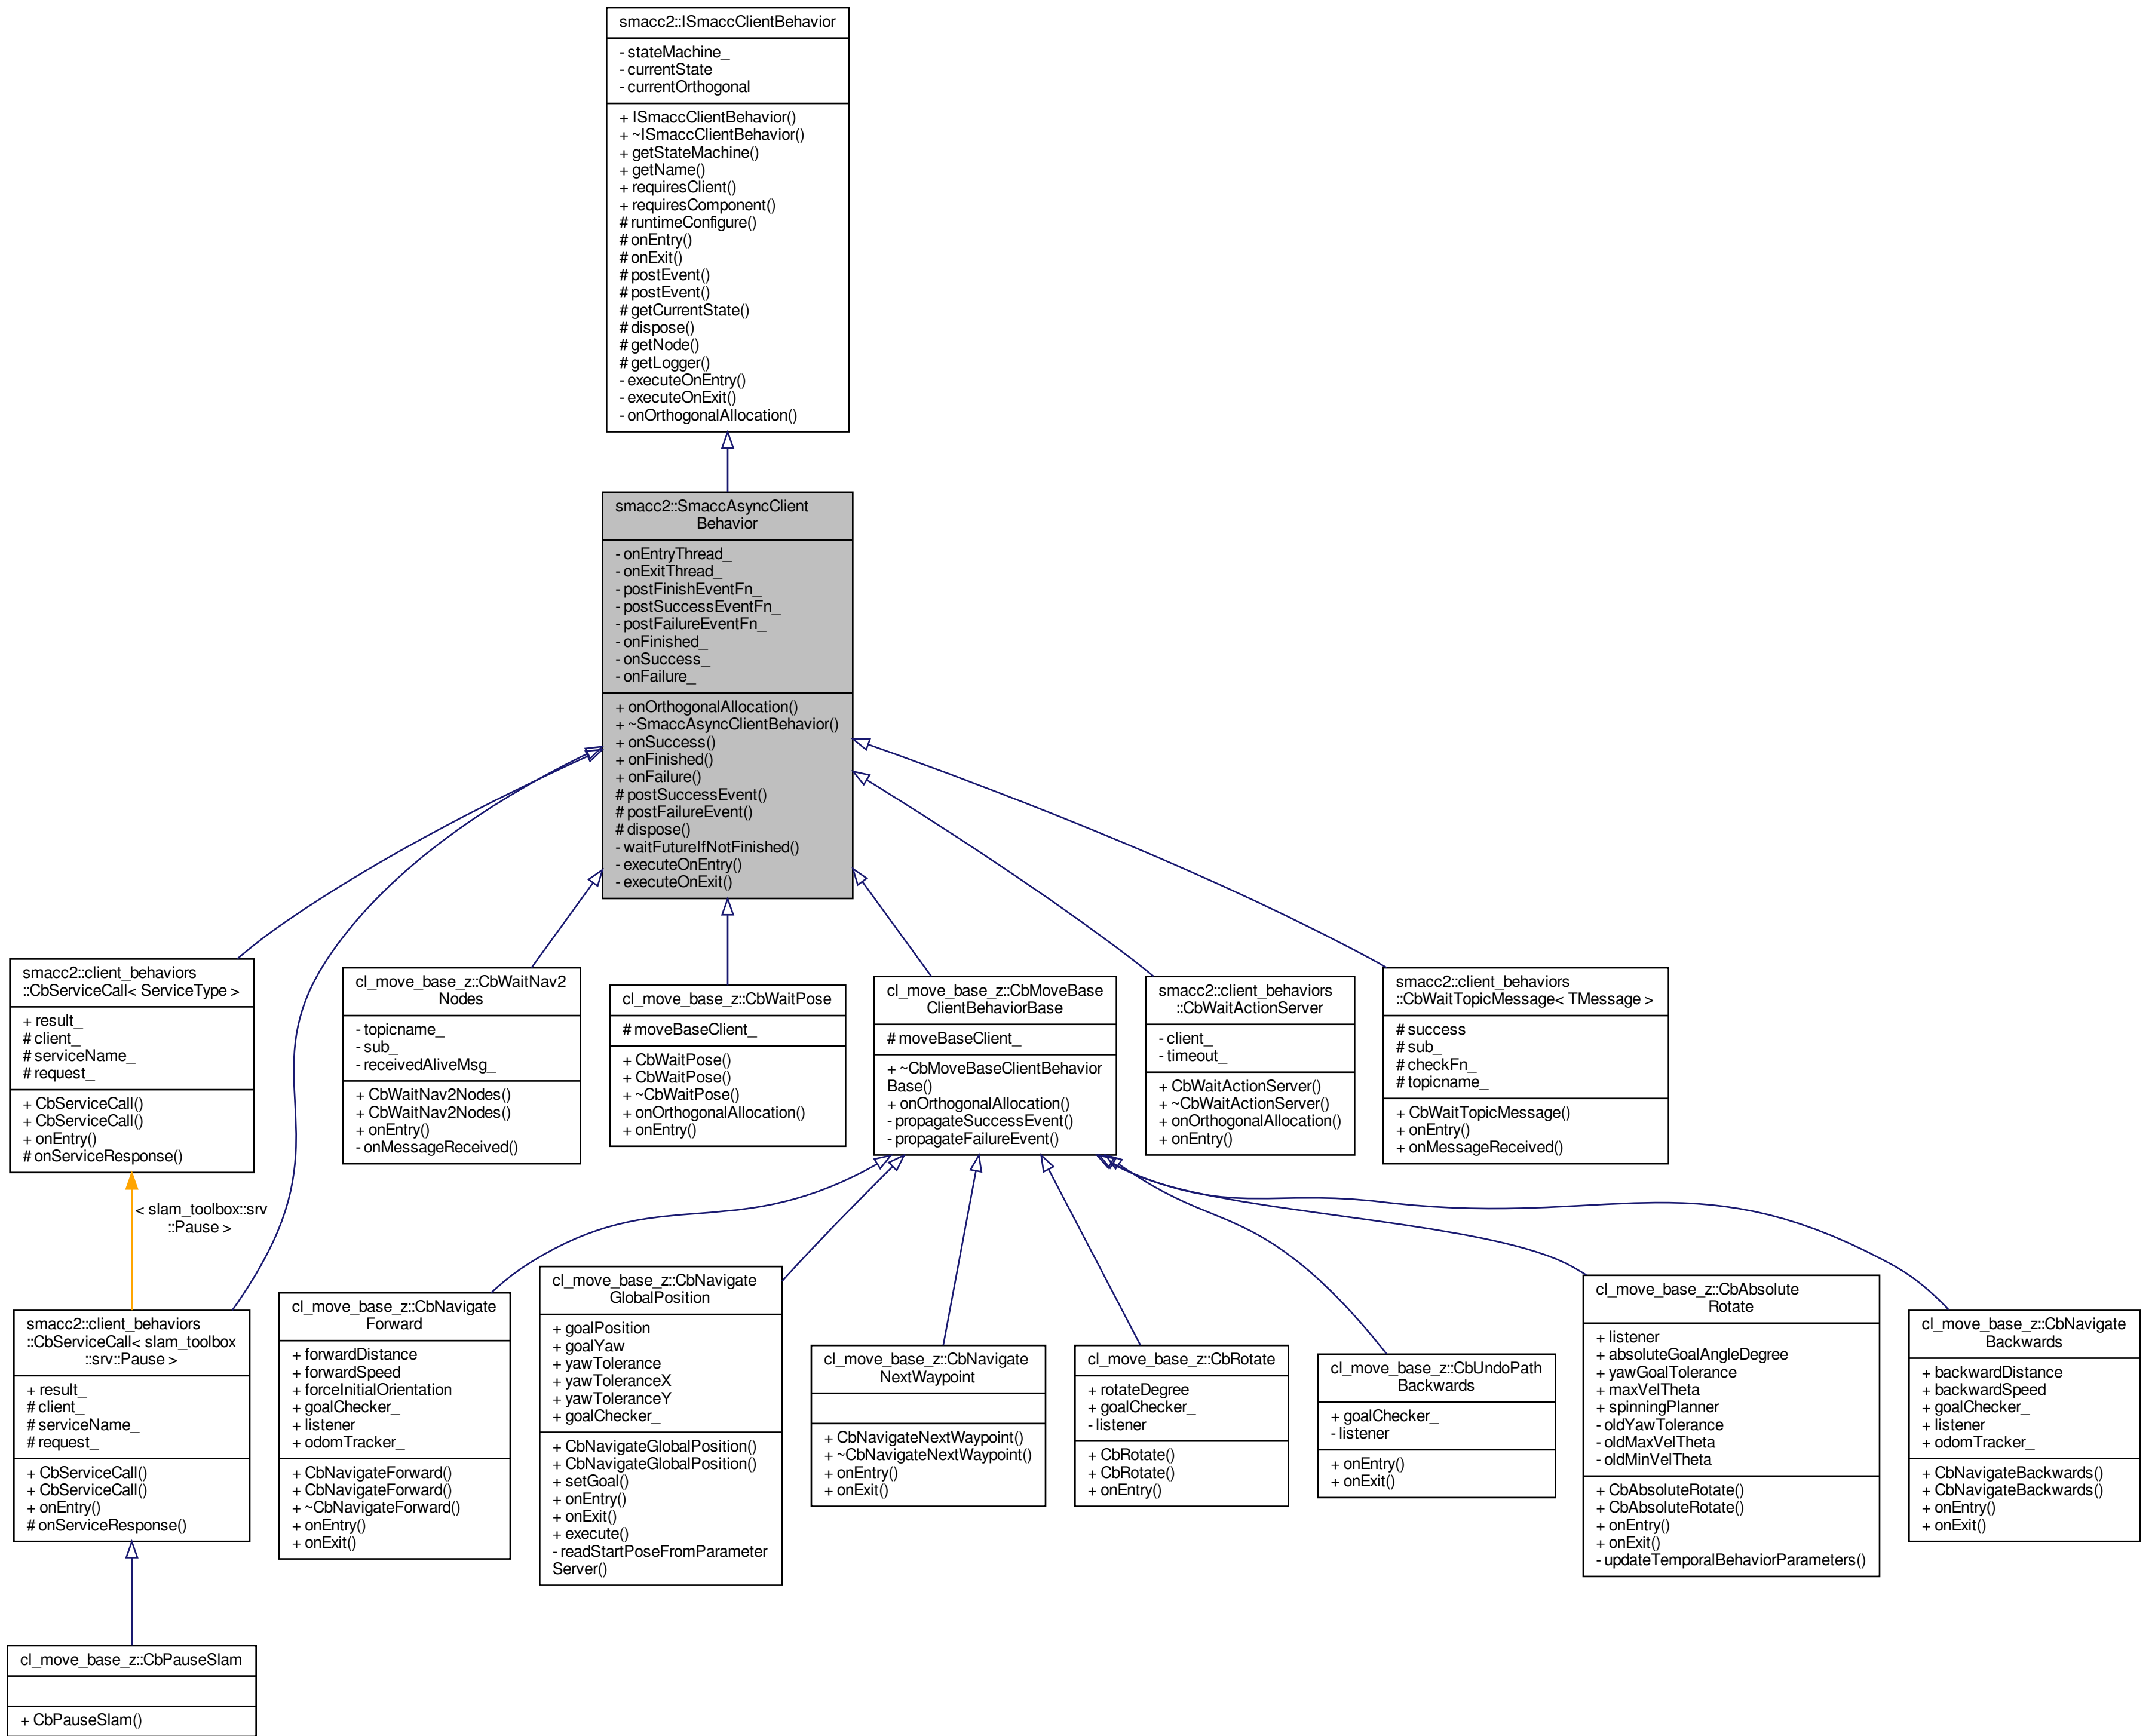 smacc2::ISmaccClientBehavior
- stateMachine_
- currentState
- currentOrthogonal
+ ISmaccClientBehavior()
+ ~ISmaccClientBehavior()
+ getStateMachine()
+ getName()
+ requiresClient()
+ requiresComponent()
# runtimeConfigure()
# onEntry()
# onExit()
# postEvent()
# postEvent()
# getCurrentState()
# dispose()
# getNode()
# getLogger()
- executeOnEntry()
- executeOnExit()
- onOrthogonalAllocation()
smacc2::SmaccAsyncClient
Behavior
- onEntryThread_
- onExitThread_
- postFinishEventFn_
- postSuccessEventFn_
- postFailureEventFn_
- onFinished_
- onSuccess_
- onFailure_
+ onOrthogonalAllocation()
+ ~SmaccAsyncClientBehavior()
+ onSuccess()
+ onFinished()
+ onFailure()
# postSuccessEvent()
# postFailureEvent()
# dispose()
- waitFutureIfNotFinished()
- executeOnEntry()
- executeOnExit()
smacc2::client_behaviors
::CbServiceCall< ServiceType >
+ result_
# client_
# serviceName_
# request_
+ CbServiceCall()
+ CbServiceCall()
+ onEntry()
# onServiceResponse()
cl_move_base_z::CbWaitNav2
Nodes
- topicname_
- sub_
- receivedAliveMsg_
+ CbWaitNav2Nodes()
+ CbWaitNav2Nodes()
+ onEntry()
- onMessageReceived()
cl_move_base_z::CbWaitPose
# moveBaseClient_
+ CbWaitPose()
+ CbWaitPose()
+ ~CbWaitPose()
+ onOrthogonalAllocation()
+ onEntry()
cl_move_base_z::CbMoveBase
ClientBehaviorBase
# moveBaseClient_
+ ~CbMoveBaseClientBehavior
Base()
+ onOrthogonalAllocation()
- propagateSuccessEvent()
- propagateFailureEvent()
smacc2::client_behaviors
::CbWaitActionServer
- client_
- timeout_
+ CbWaitActionServer()
+ ~CbWaitActionServer()
+ onOrthogonalAllocation()
+ onEntry()
smacc2::client_behaviors
::CbWaitTopicMessage< TMessage >
# success
# sub_
# checkFn_
# topicname_
+ CbWaitTopicMessage()
+ onEntry()
+ onMessageReceived()
< slam_toolbox::srv
::Pause >
smacc2::client_behaviors
::CbServiceCall< slam_toolbox
::srv::Pause >
+ result_
# client_
# serviceName_
# request_
+ CbServiceCall()
+ CbServiceCall()
+ onEntry()
# onServiceResponse()
cl_move_base_z::CbNavigate
Forward
+ forwardDistance
+ forwardSpeed
+ forceInitialOrientation
+ goalChecker_
+ listener
+ odomTracker_
+ CbNavigateForward()
+ CbNavigateForward()
+ ~CbNavigateForward()
+ onEntry()
+ onExit()
cl_move_base_z::CbNavigate
GlobalPosition
+ goalPosition
+ goalYaw
+ yawTolerance
+ yawToleranceX
+ yawToleranceY
+ goalChecker_
+ CbNavigateGlobalPosition()
+ CbNavigateGlobalPosition()
+ setGoal()
+ onEntry()
+ onExit()
+ execute()
- readStartPoseFromParameter
Server()
cl_move_base_z::CbNavigate
NextWaypoint
+ CbNavigateNextWaypoint()
+ ~CbNavigateNextWaypoint()
+ onEntry()
+ onExit()
cl_move_base_z::CbRotate
+ rotateDegree
+ goalChecker_
- listener
+ CbRotate()
+ CbRotate()
+ onEntry()
cl_move_base_z::CbUndoPath
Backwards
+ goalChecker_
- listener
+ onEntry()
+ onExit()
cl_move_base_z::CbAbsolute
Rotate
+ listener
+ absoluteGoalAngleDegree
+ yawGoalTolerance
+ maxVelTheta
+ spinningPlanner
- oldYawTolerance
- oldMaxVelTheta
- oldMinVelTheta
+ CbAbsoluteRotate()
+ CbAbsoluteRotate()
+ onEntry()
+ onExit()
- updateTemporalBehaviorParameters()
cl_move_base_z::CbNavigate
Backwards
+ backwardDistance
+ backwardSpeed
+ goalChecker_
+ listener
+ odomTracker_
+ CbNavigateBackwards()
+ CbNavigateBackwards()
+ onEntry()
+ onExit()
cl_move_base_z::CbPauseSlam
+ CbPauseSlam()